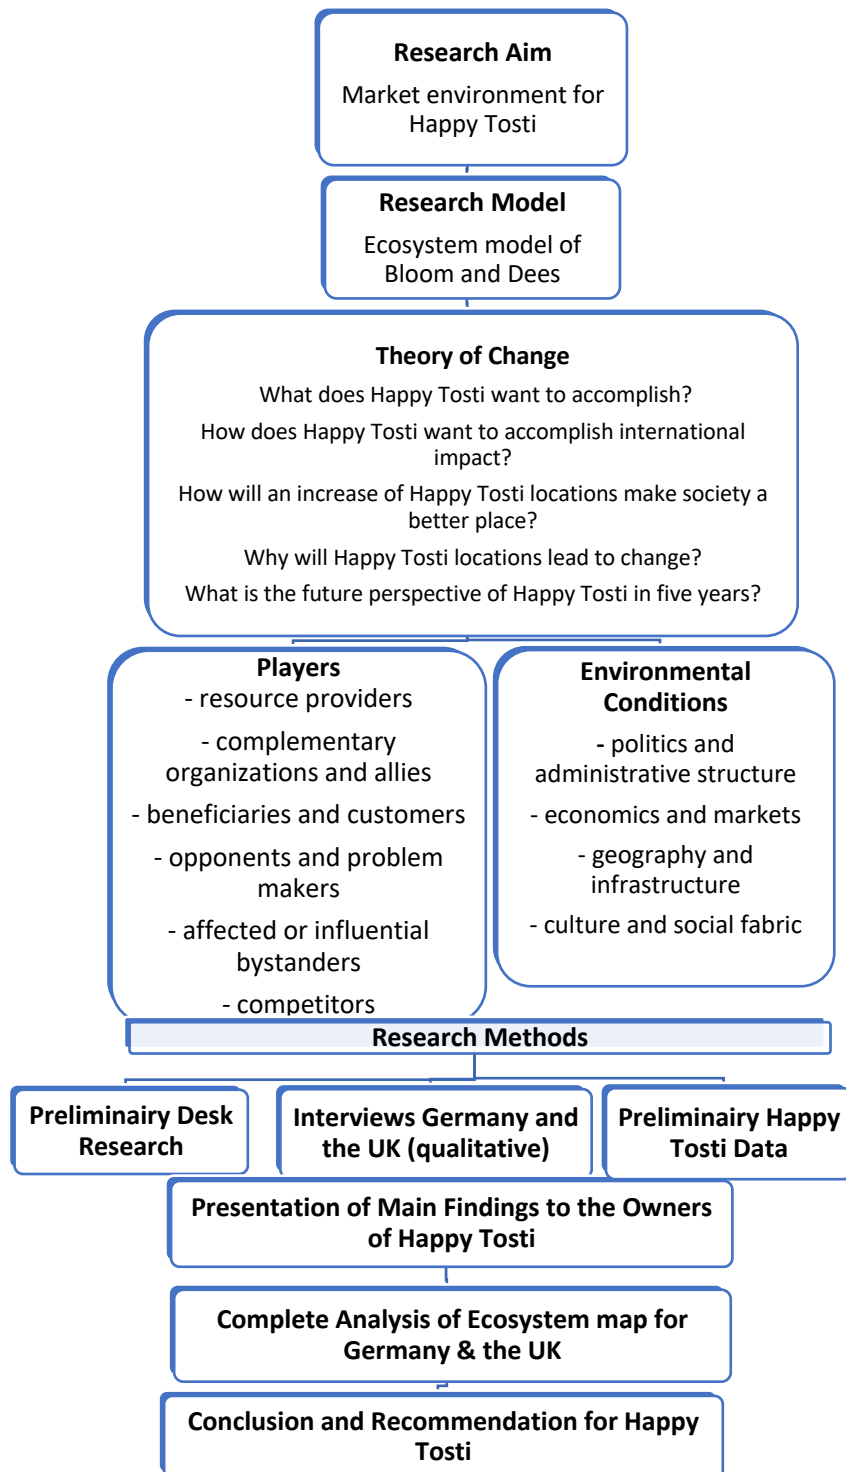 Research Aim
Market environment for
Happy Tosti
Research Model
Ecosystem model of
Bloom and Dees
Theory of Change
What does Happy Tosti want to accomplish?
How does Happy Tosti want to accomplish international
impact?
How will an increase of Happy Tosti locations make society a
better place?
Why will Happy Tosti locations lead to change?
What is the future perspective of Happy Tosti in five years?
Players
- resource providers
- complementary
organizations and allies
- beneficiaries and customers
- opponents and problem
makers
- affected or influential
bystanders
- competitors
Environmental
Conditions
- politics and
administrative structure
- economics and markets
- geography and
infrastructure
- culture and social fabric
Research Methods
Preliminairy Desk
Research
Interviews Germany and
the UK (qualitative)
Preliminairy Happy
Tosti Data
Presentation of Main Findings to the Owners
of Happy Tosti
Complete Analysis of Ecosystem map for
Germany & the UK
Conclusion and Recommendation for Happy
Tosti